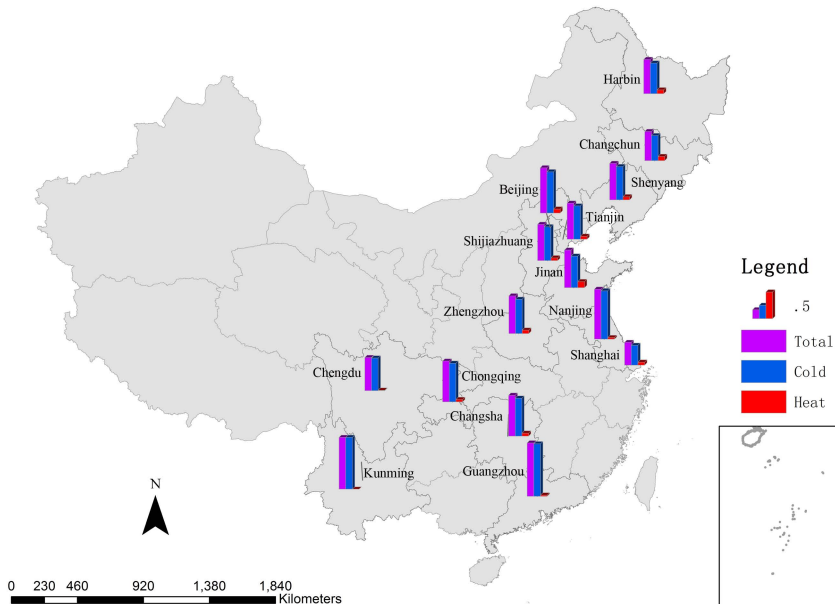 Harbin
Changchun
Shenyang
Beijing
Tianjin
Shijiazhuang
Jinan
Legend
.5
Zhengzhou
Nanjing
Total
Shanghai
Chengdu
Chongqing
Cold
Changsha
Heat
Guangzhou
Kunming
N
0 230 460 920 1,380 1,840
Kilometers